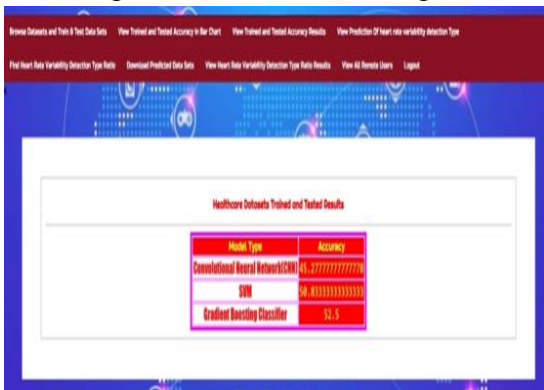 Browse Datasets and Train & Test Data Sets View Trained and Tested Accuracy in Bar Chart View Trained and Tested Accuracy Results View Prediction Of heart rate variability detection Type
Find Heart Rate Variability Detection Type Ratio Download Predicted Data Sets View Heart Rate Variability Detection Type Ratio Results View All Remote Users Logout
Healthcare Datasets Trained and Tested Results
Model Type Accuracy
Convolutional Neural Network(CNN) 45.2777777777778
SVM 50.83333333333333
Gradient Boosting Classifier 52.5